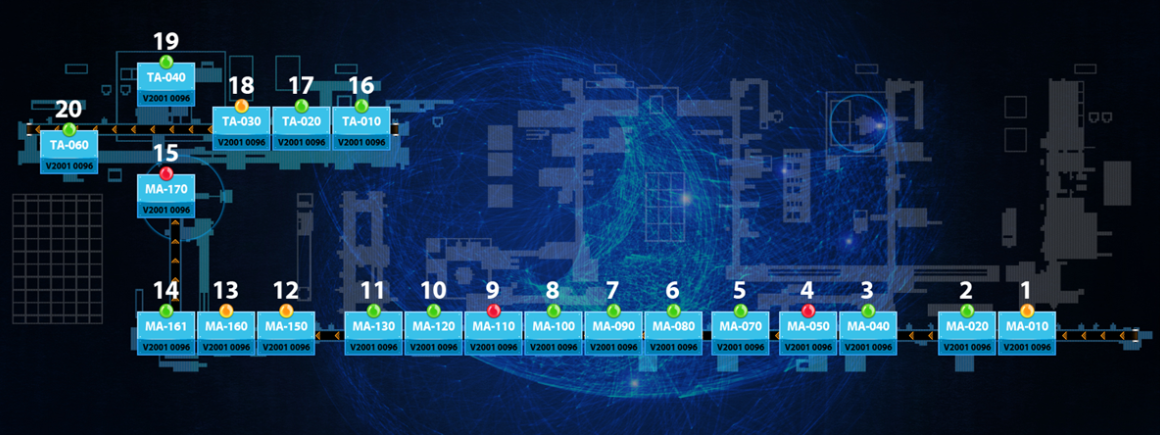 19
TA-040
V2001 0096
18
17
16
TA-030
TA-020
TA-010
V2001 0096
V2001 0096
V2001 0096
20
TA-060
V2001 0096
15
MA-170
V2001 0096
14
13
12
11
10
9
8
7
6
5
4
3
2
1
MA-161
MA-160
MA-150
MA-130
MA-120
MA-110
MA-100
MA-090
MA-080
MA-070
MA-050
MA-040
MA-020
MA-010
V2001 0096
V2001 0096
V2001 0096
V2001 0096
V2001 0096
V2001 0096
V2001 0096
V2001 0096
V2001 0096
V2001 0096
V2001 0096
V2001 0096
V2001 0096
V2001 0096